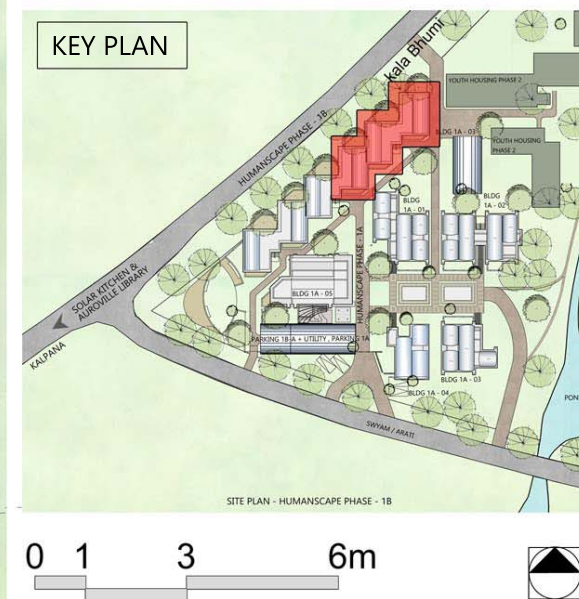 KEY PLAN
kala Bhumi
YOUTH HOUSING PHASE 2
HUMANSCAPE PHASE - 1B
BLDG 1A - 03
YOUTH HOUSING
PHASE 2
BLDG
1A - 01
BLDG
1A - 02
HUMANSCAPE PHASE - 1A
SOLAR KITCHEN &
AUROVILLE LIBRARY
BLDG 1A - 05
KALPANA
PARKING 1B-A + UTILITY , PARKING 1A
BLDG 1A - 03
BLDG 1A - 04
PON
SWYAM / ARATI
SITE PLAN - HUMANSCAPE PHASE - 1B
0 1 3 6m